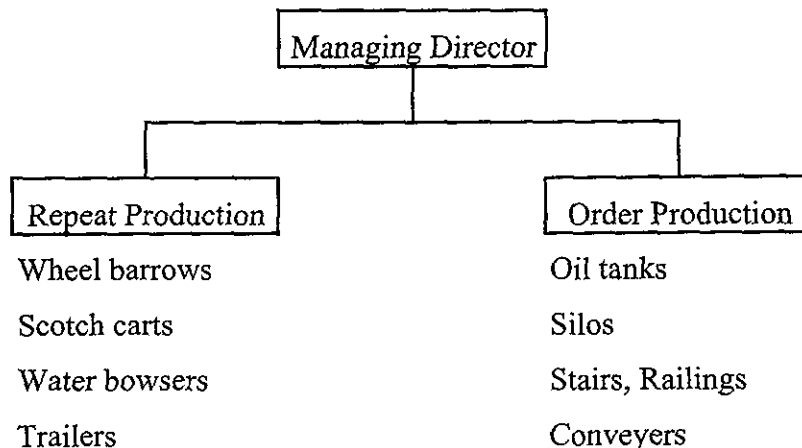 Managing Director
Repeat Production
Wheel barrows
Scotch carts
Water bowsers
Trailers
Order Production
Oil tanks
Silos
Stairs, Railings
Conveyers